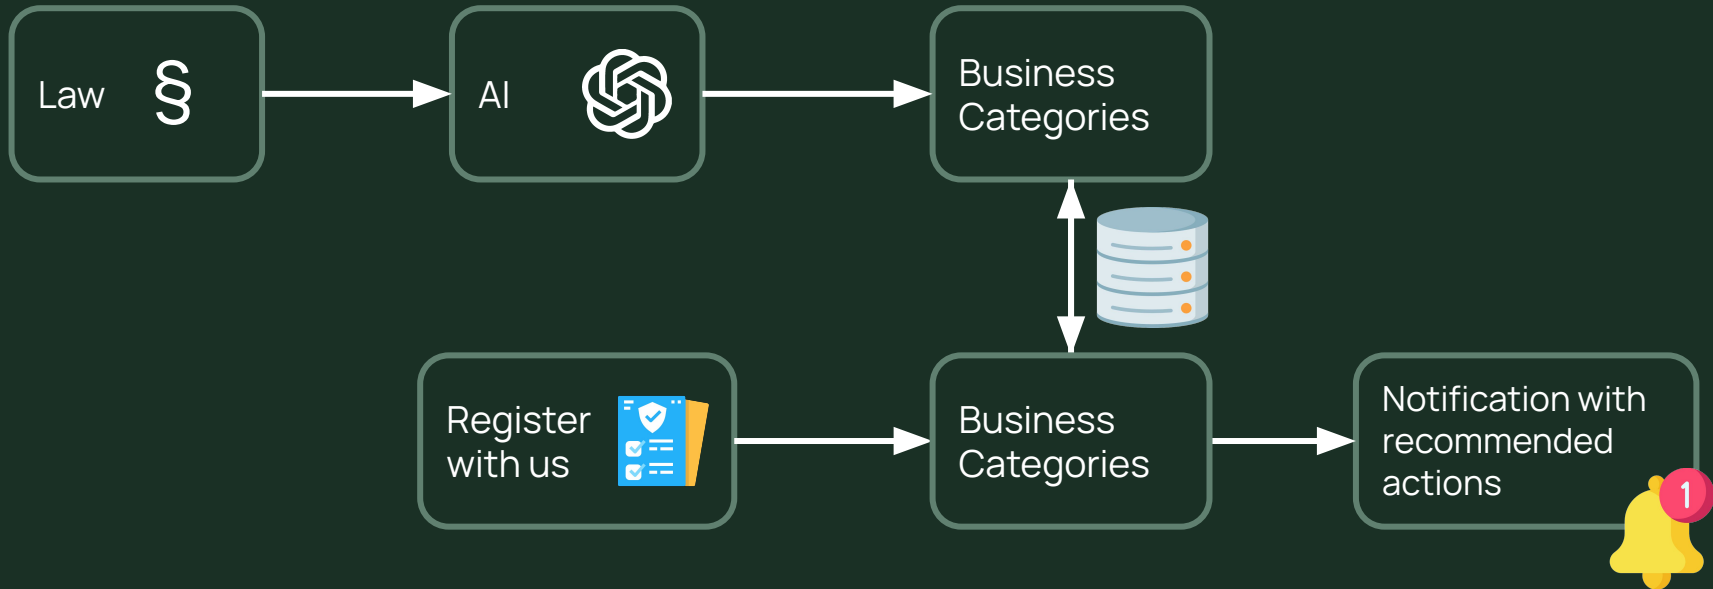 Law §
AI
Business
Categories
Register
with us
Business
Categories
Notification with
recommended
actions
1